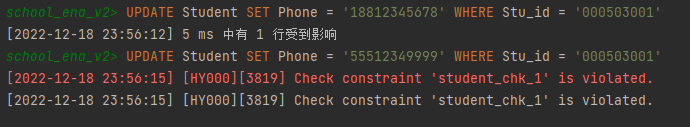 school_ena_v2> UPDATE Student SET Phone = '18812345678' WHERE Stu_id = '000503001'
[2022-12-18 23:56:12] 5 ms 中有 1 行受到影响
school_ena_v2> UPDATE Student SET Phone = '55512349999' WHERE Stu_id = '000503001'
[2022-12-18 23:56:15] [HY000][3819] Check constraint 'student_chk_1' is violated.
[2022-12-18 23:56:15] [HY000][3819] Check constraint 'student_chk_1' is violated.